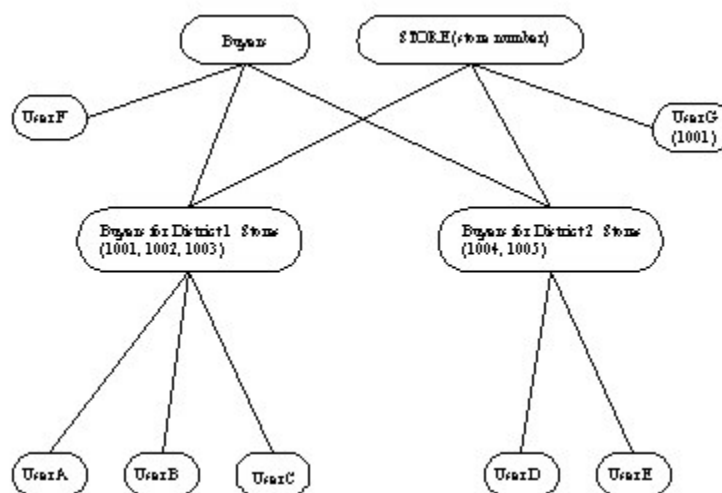 Buyers
STORE(store number)
UserF
UserG
(1001)
Buyers for District1 Stores
(1001, 1002, 1003)
Buyers for District2 Stores
(1004, 1005)
UserA
UserB
UserC
UserD
UserE